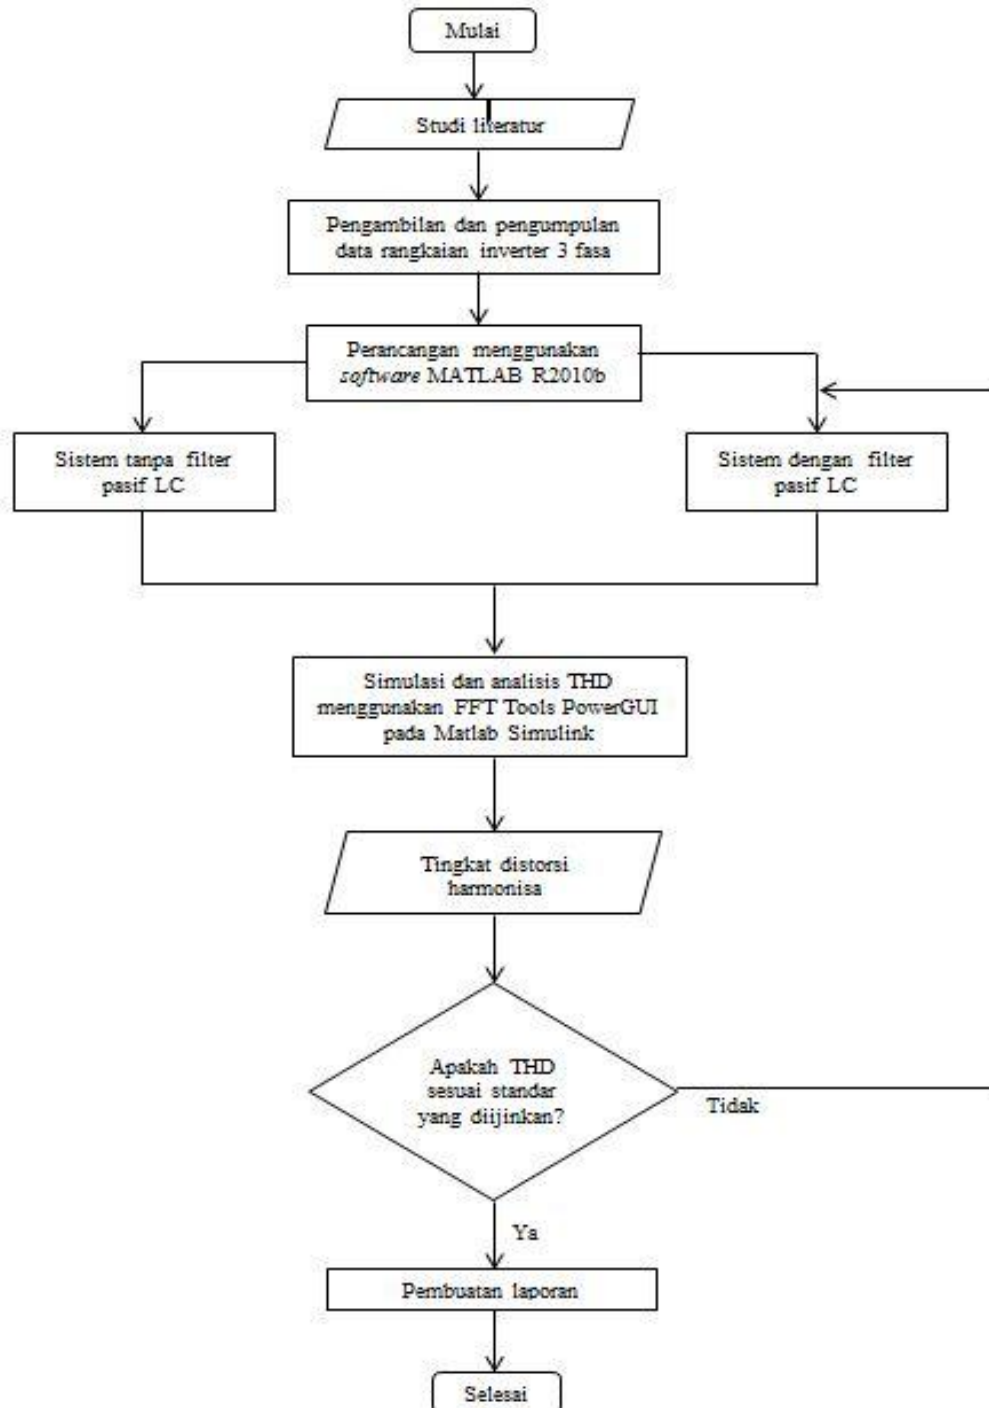 Mulai
Studi literatur
Pengambilan dan pengumpulan
data rangkaian inverter 3 fasa
Perancangan menggunakan
software MATLAB R2010b
Sistem tanpa filter
pasif LC
Sistem dengan filter
pasif LC
Simulasi dan analisis THD
menggunakan FFT Tools PowerGUI
pada Matlab Simulink
Tingkat distorsi
harmonisa
Apakah THD
sesuai standar
yang diijinkan?
Tidak
Ya
Pembuatan laporan
Selesai